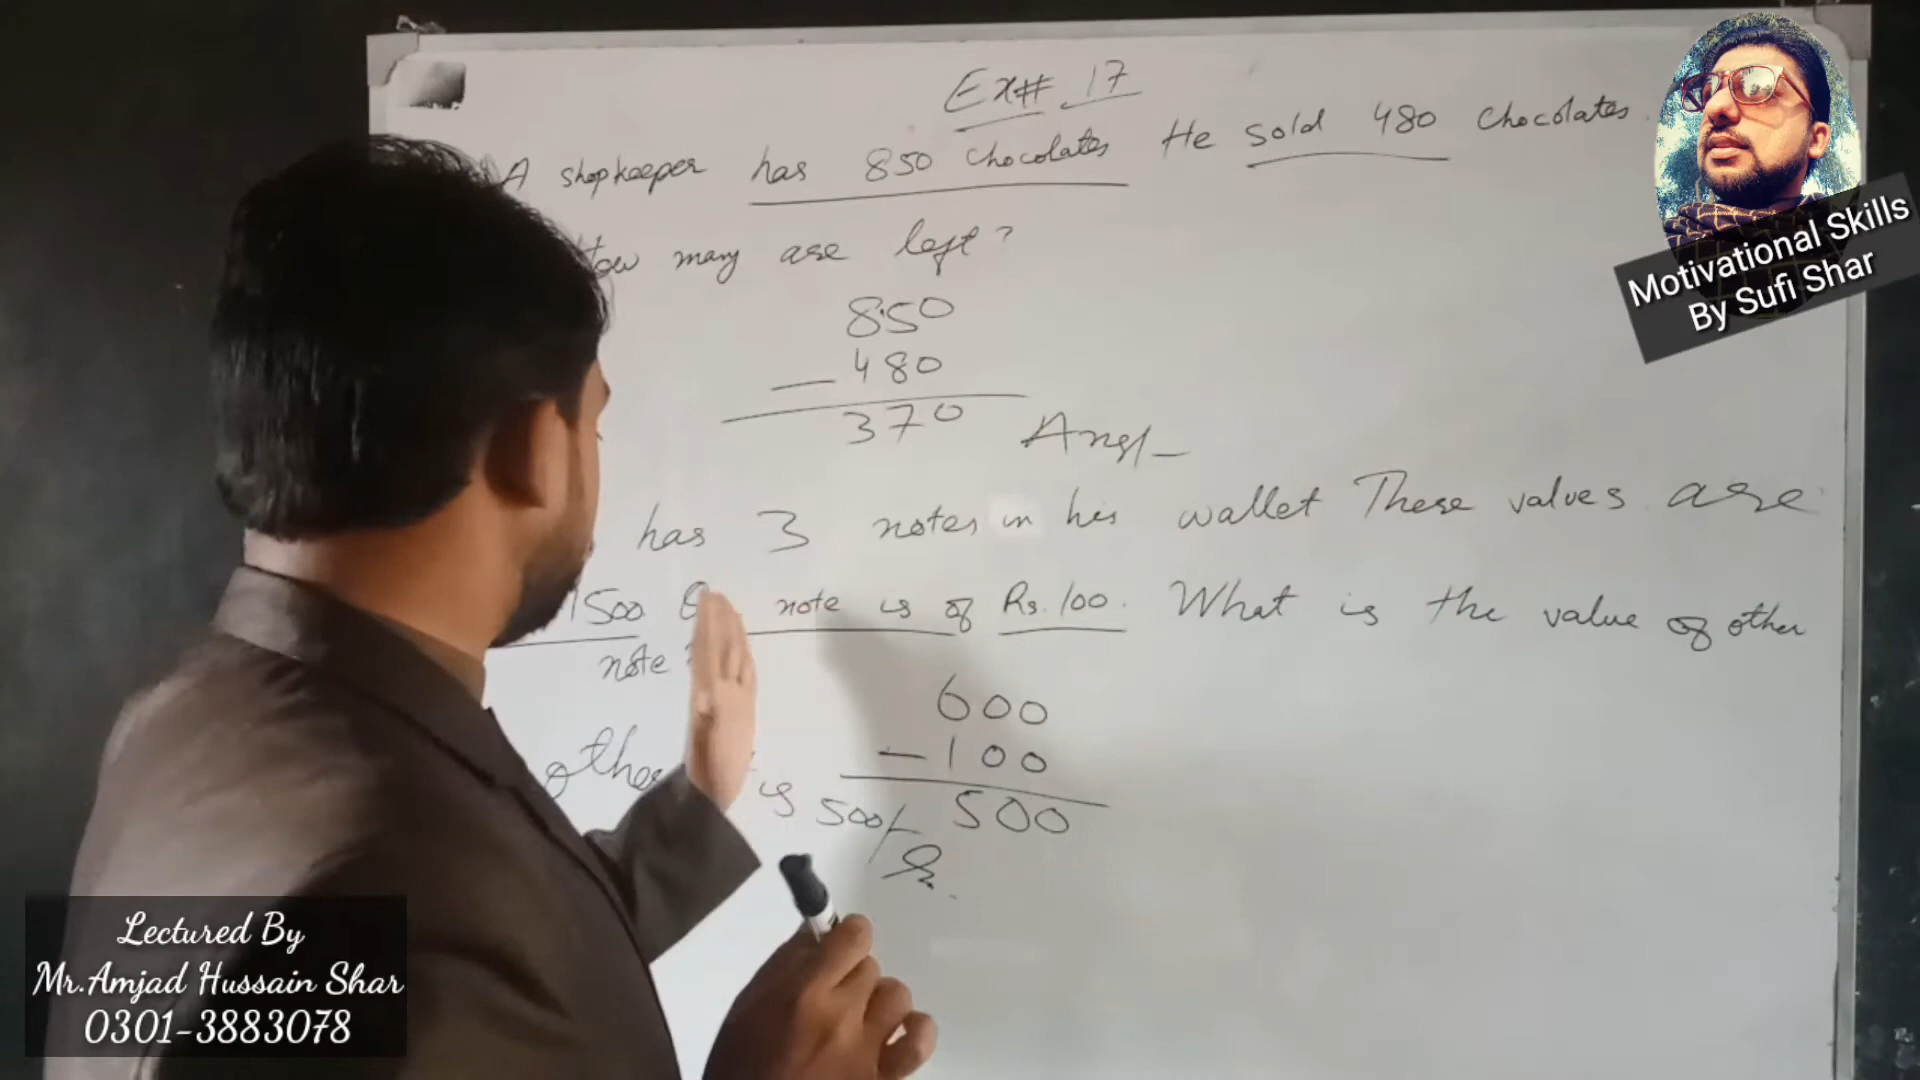 Ex# 17
A shopkeeper has 850 chocolates He sold 480 chocolates.
How many are left?
850
— 480
370 Ans/-
has 3 notes in his wallet These values are
1500 note is of Rs. 100. What is the value of other
note
600
— 100
500
other is 500/-
Motivational Skills
By Sufi Shar
Lectured By
Mr.Amjad Hussain Shar
0301-3883078